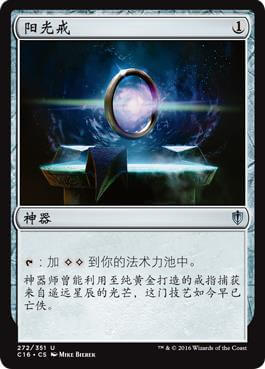 阳光戒 1
神器
：加 到你的法术力池中。
神器师曾能利用至纯黄金打造的戒指捕获
来自遥远星辰的光芒，这门技艺如今早已
亡佚。
272/351 U
C16 • CS MIKE BIEREK
™ & © 2016 Wizards of the Coast